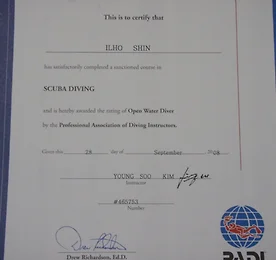 This is to certify that
ILHO SHIN
has satisfactorily completed a sanctioned course in
SCUBA DIVING
and is hereby awarded the rating of Open Water Diver
by the Professional Association of Diving Instructors.
Given this 28 day of September
YOUNG SOO KIM
Instructor
#465753
Number
Drew Richardson, Ed.D.
PADI